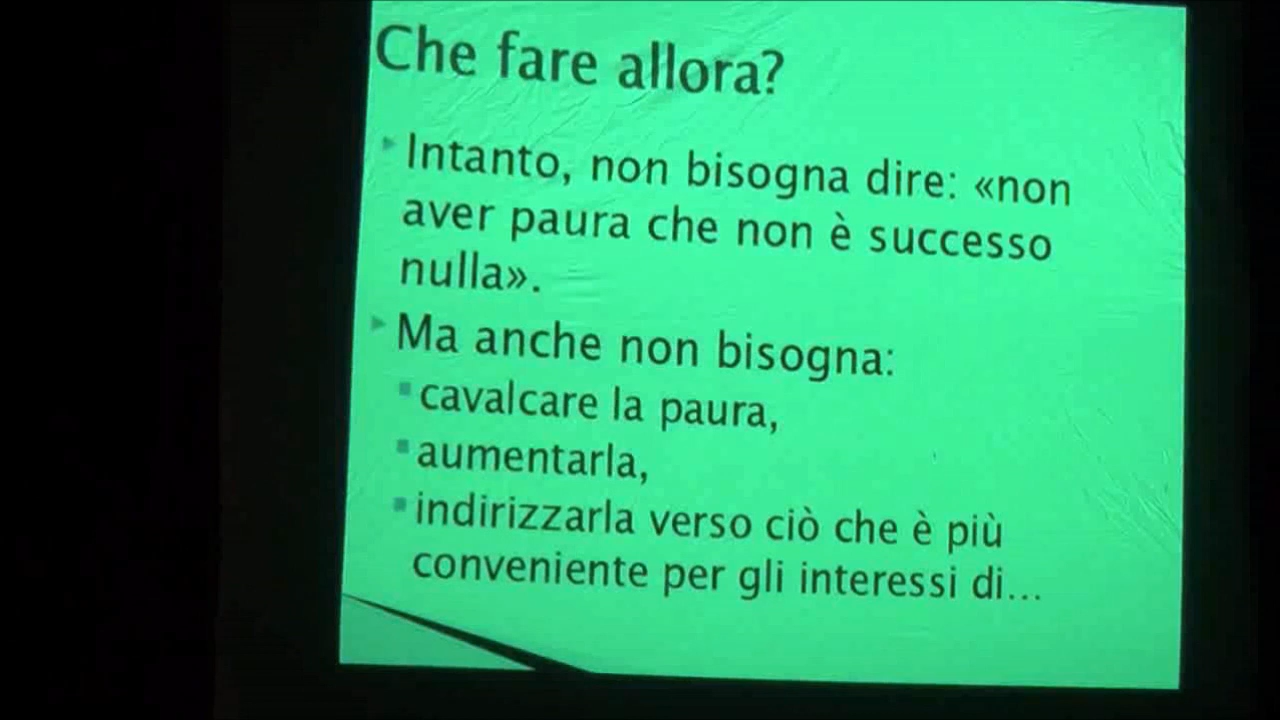 Che fare allora?
Intanto, non bisogna dire: «non
aver paura che non è successo
nulla».
Ma anche non bisogna:
cavalcare la paura,
aumentarla,
indirizzarla verso ciò che è più
conveniente per gli interessi di...